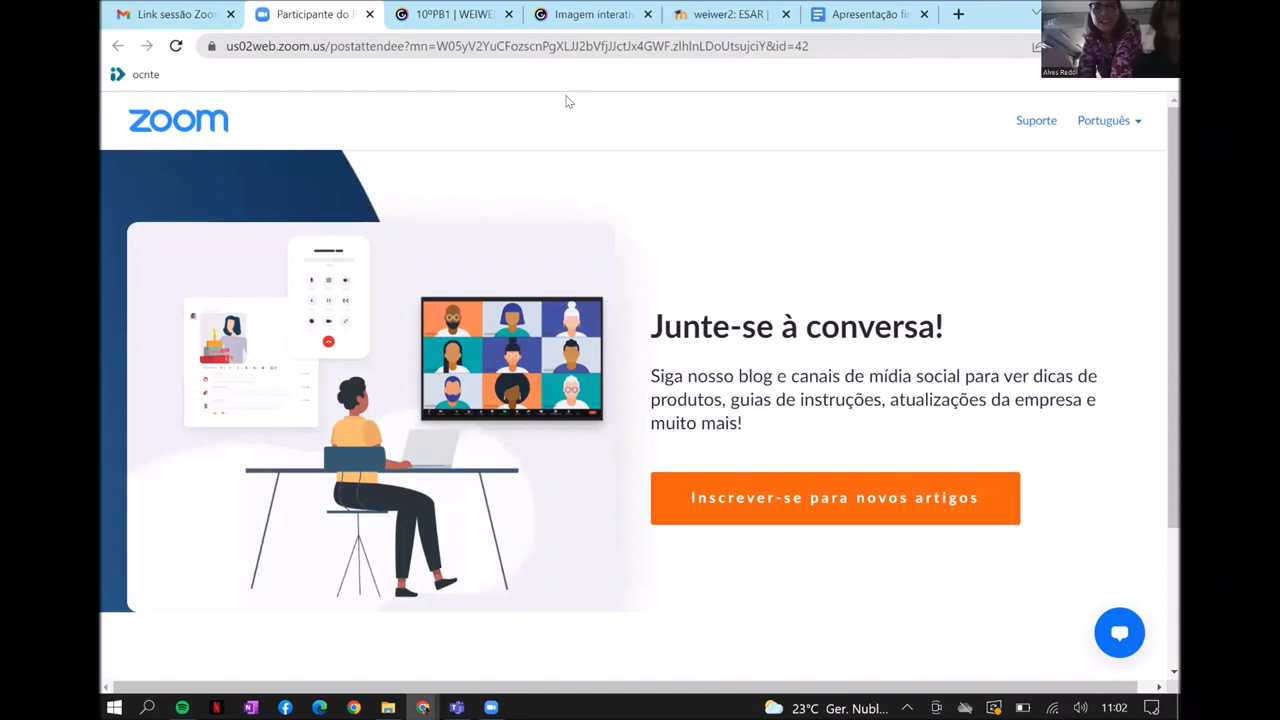 Link sessão Zoom
Participante do P
10ºPB1 | WEIWE
Imagem interati
weiwer2: ESAR |
Apresentação fin
us02web.zoom.us/postattendee?mn=W05yV2YuCFozscnPgXLJJ2bVfjJJctJx4GWF.zlhlnLDoUtsujciY&id=42
Alves Redol
ocnte
zoom
Suporte
Português
Junte-se à conversa!
Siga nosso blog e canais de mídia social para ver dicas de
produtos, guias de instruções, atualizações da empresa e
muito mais!
Inscrever-se para novos artigos
23°C Ger. Nubl...
11:02